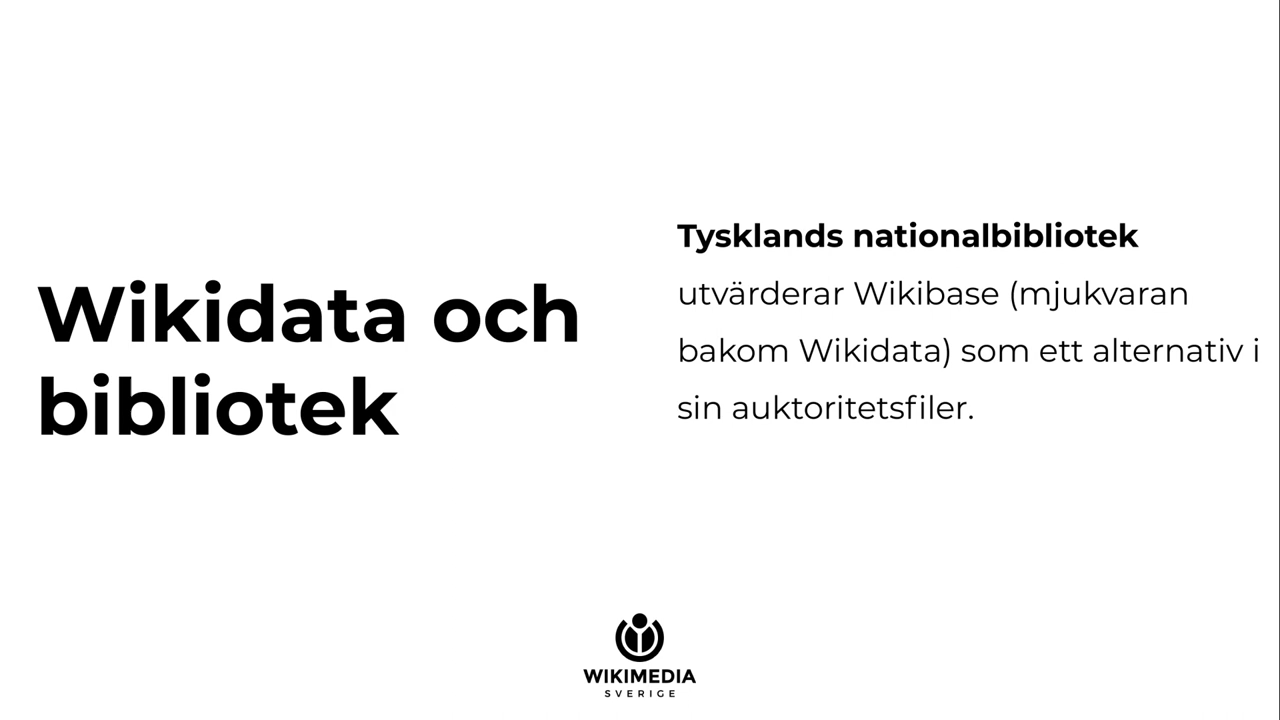 Wikidata och
bibliotek
Tysklands nationalbibliotek
utvärderar Wikibase (mjukvaran
bakom Wikidata) som ett alternativ i
sin auktoritetsfiler.
WIKIMEDIA
SVERIGE